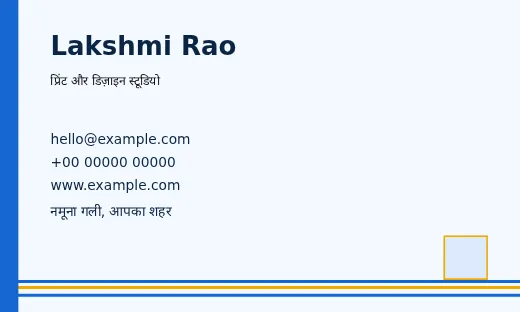 Lakshmi Rao
प्रिंट और डिज़ाइन स्टूडियो
hello@example.com
+00 00000 00000
www.example.com
नमूना गली, आपका शहर